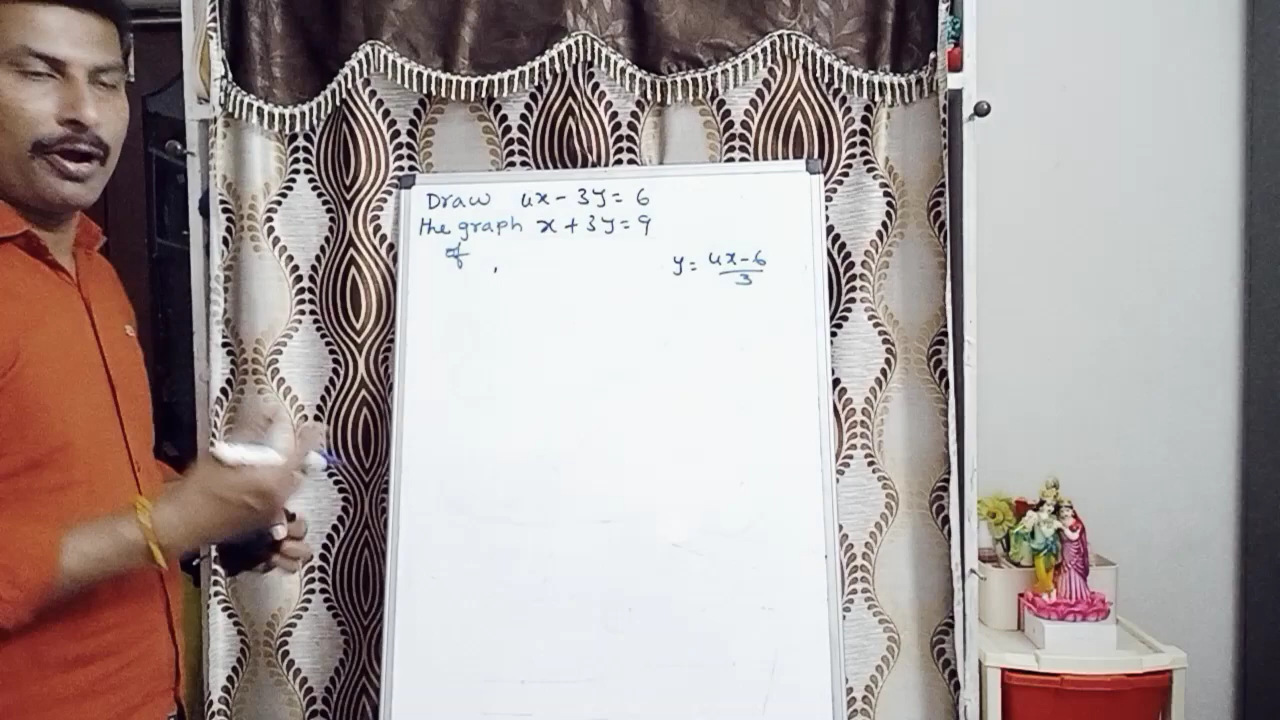 Draw 4x - 3y = 6
the graph x + 3y = 9
of
y = (4x - 6)/3